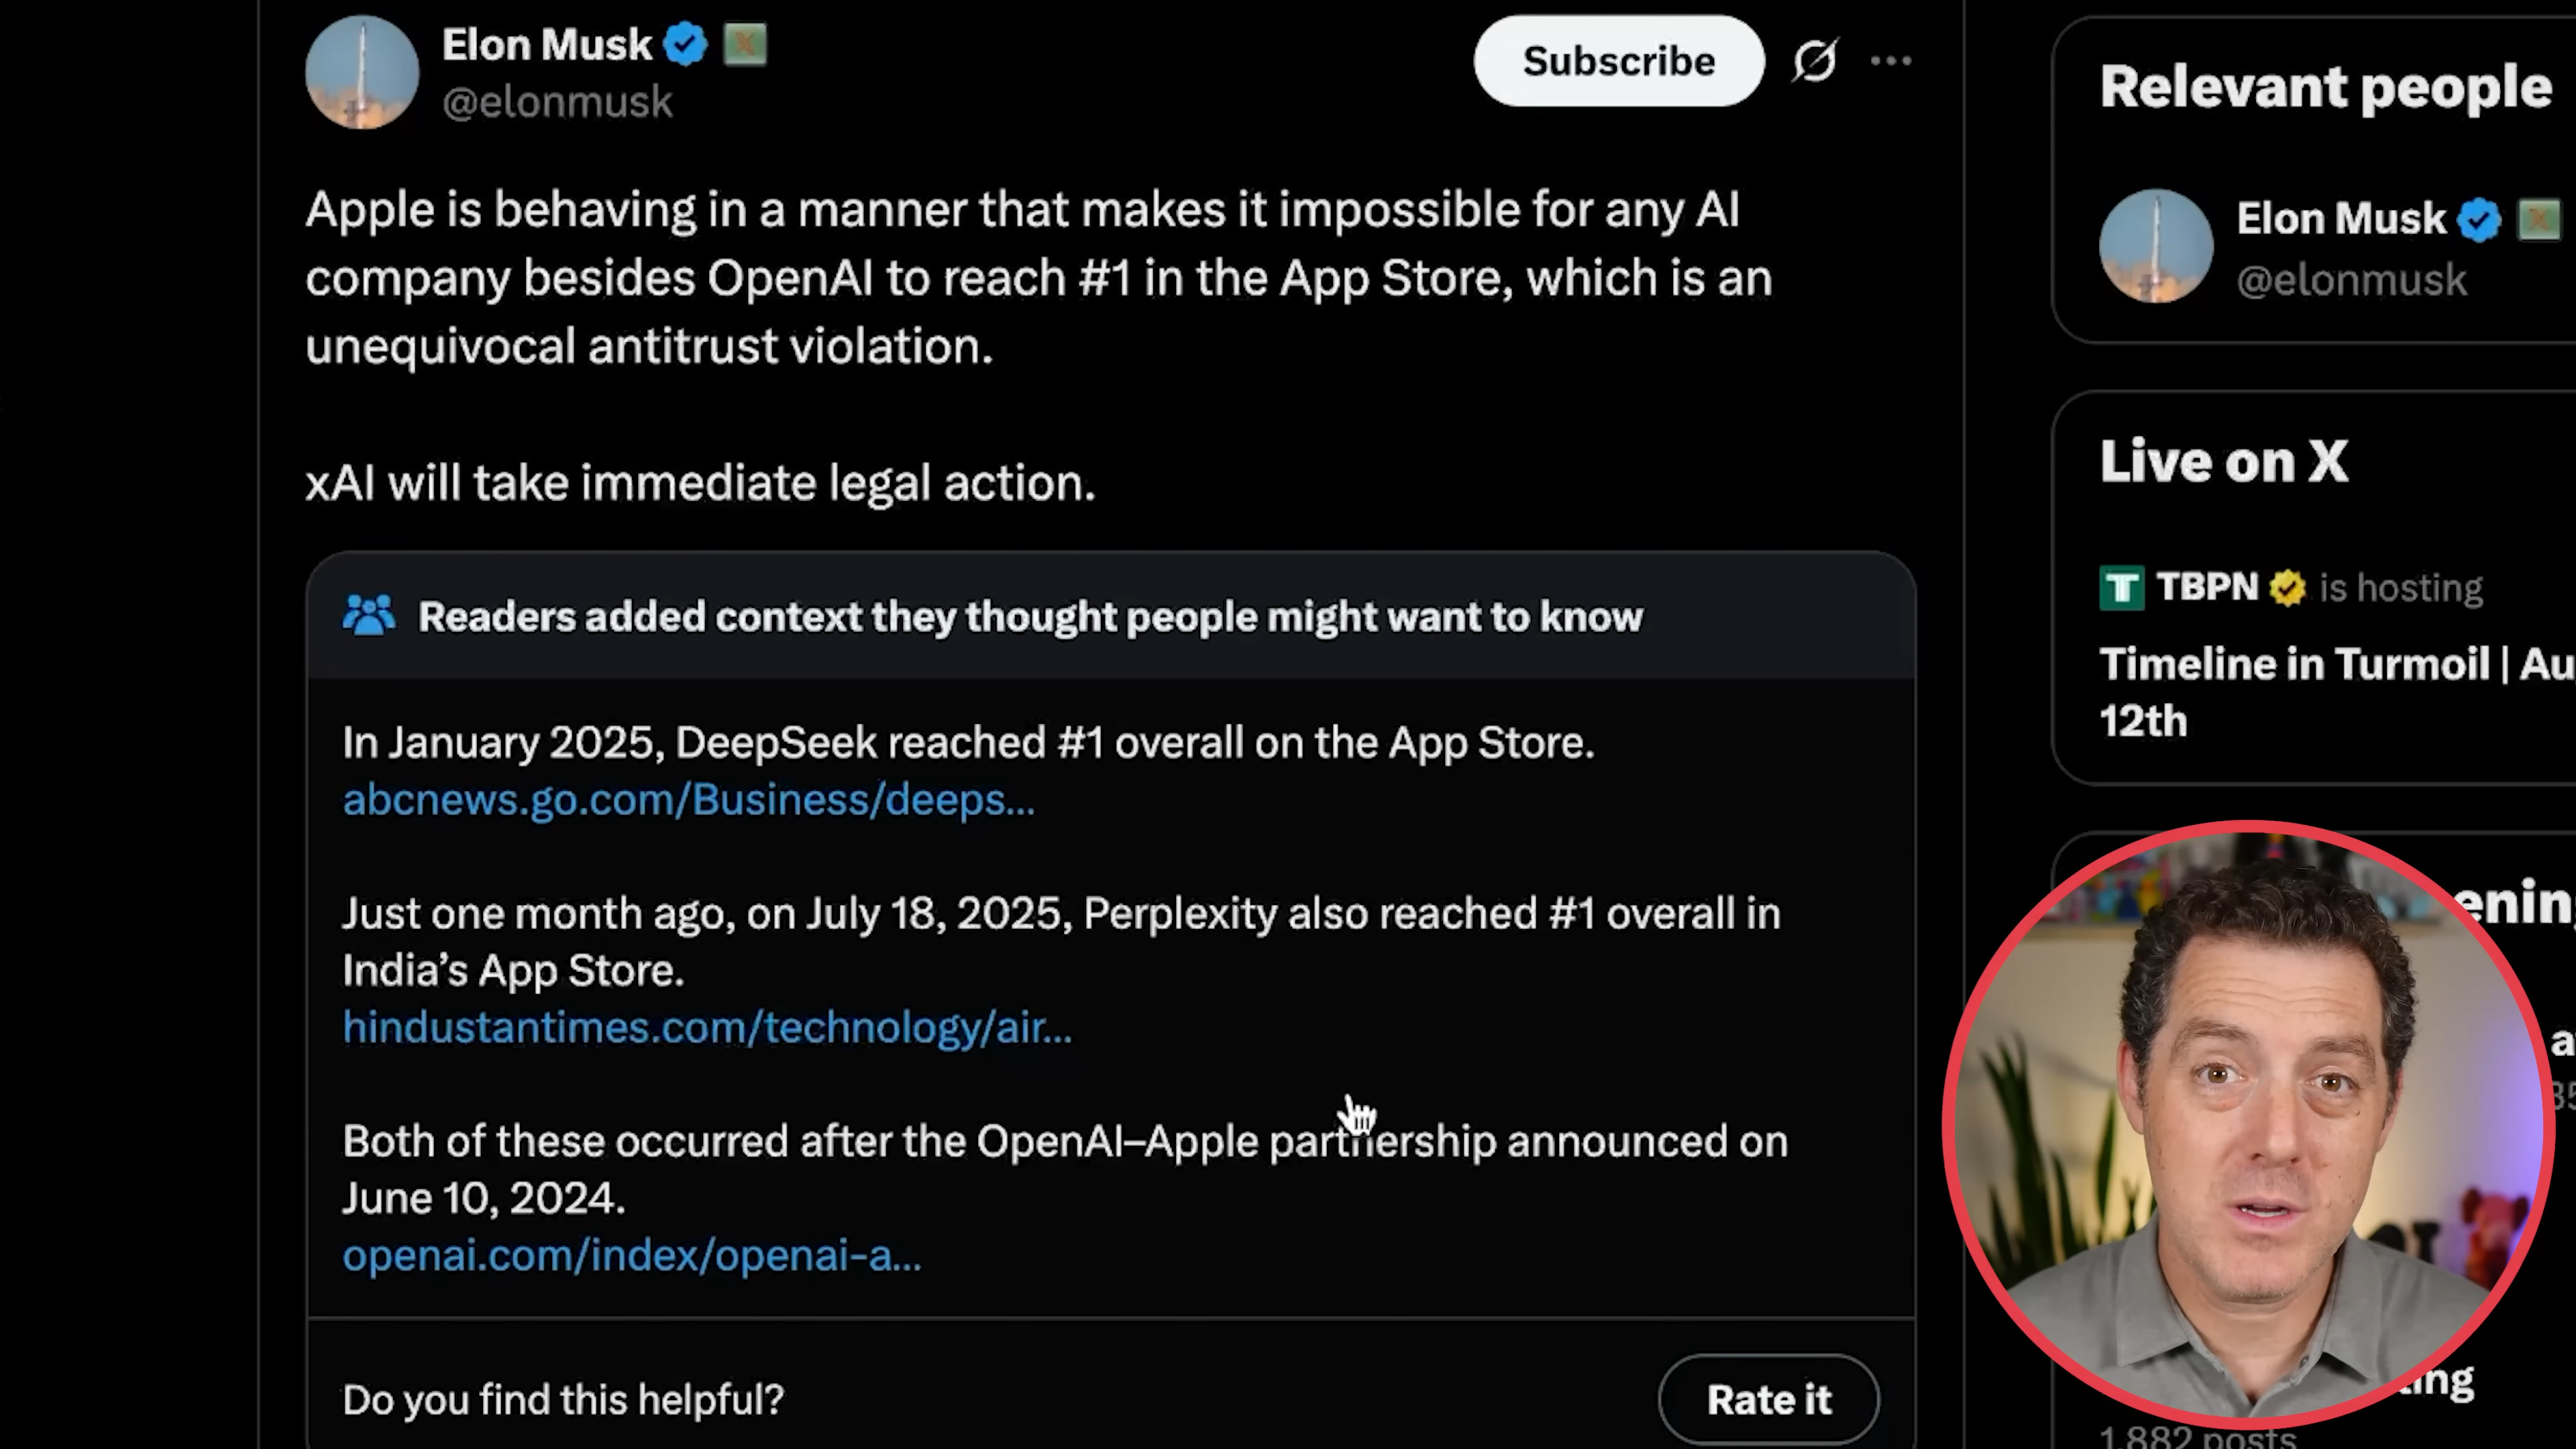 Elon Musk
@elonmusk
Subscribe
Apple is behaving in a manner that makes it impossible for any AI
company besides OpenAI to reach #1 in the App Store, which is an
unequivocal antitrust violation.
xAI will take immediate legal action.
Readers added context they thought people might want to know
In January 2025, DeepSeek reached #1 overall on the App Store.
abcnews.go.com/Business/deeps...
Just one month ago, on July 18, 2025, Perplexity also reached #1 overall in
India’s App Store.
hindustantimes.com/technology/air...
Both of these occurred after the OpenAI–Apple partnership announced on
June 10, 2024.
openai.com/index/openai-a...
Do you find this helpful?
Rate it
Relevant people
Elon Musk
@elonmusk
Live on X
TBPN is hosting
Timeline in Turmoil | Au
12th
1,882 posts